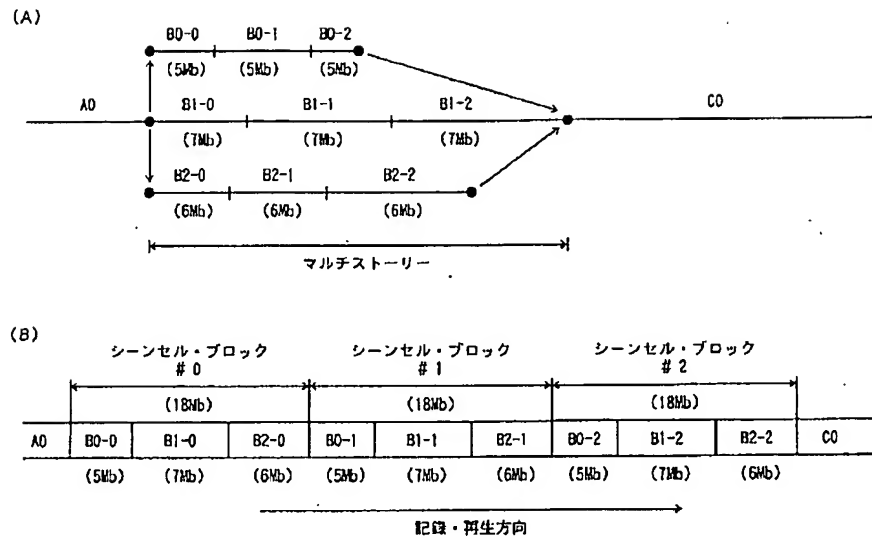 (A)
B0-0 B0-1 B0-2
(5Mb) (5Mb) (5Mb)
A0 B1-0 B1-1 B1-2 C0
(7Mb) (7Mb) (7Mb)
B2-0 B2-1 B2-2
(6Mb) (6Mb) (6Mb)
マルチストーリー
(B)
シーンセル・ブロック シーンセル・ブロック シーンセル・ブロック
#0 #1 #2
(18Mb) (18Mb) (18Mb)
A0 B0-0 B1-0 B2-0 B0-1 B1-1 B2-1 B0-2 B1-2 B2-2 C0
(5Mb) (7Mb) (6Mb) (5Mb) (7Mb) (6Mb) (5Mb) (7Mb) (6Mb)
記録・再生方向